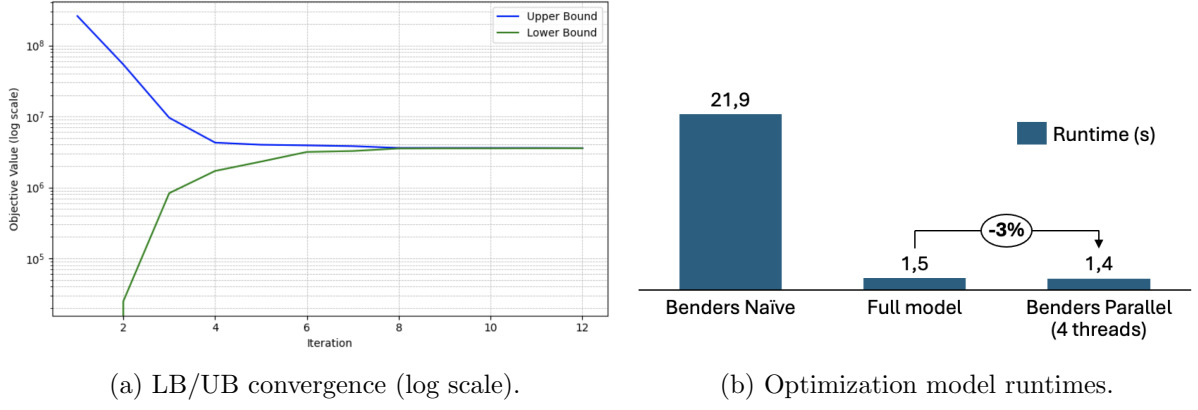 Upper Bound
Lower Bound
Objective Value (log scale)
10^8
10^7
10^6
10^5
2
4
6
8
10
12
Iteration
(a) LB/UB convergence (log scale).
21,9
Runtime (s)
-3%
1,5
1,4
Benders Naïve
Full model
Benders Parallel
(4 threads)
(b) Optimization model runtimes.